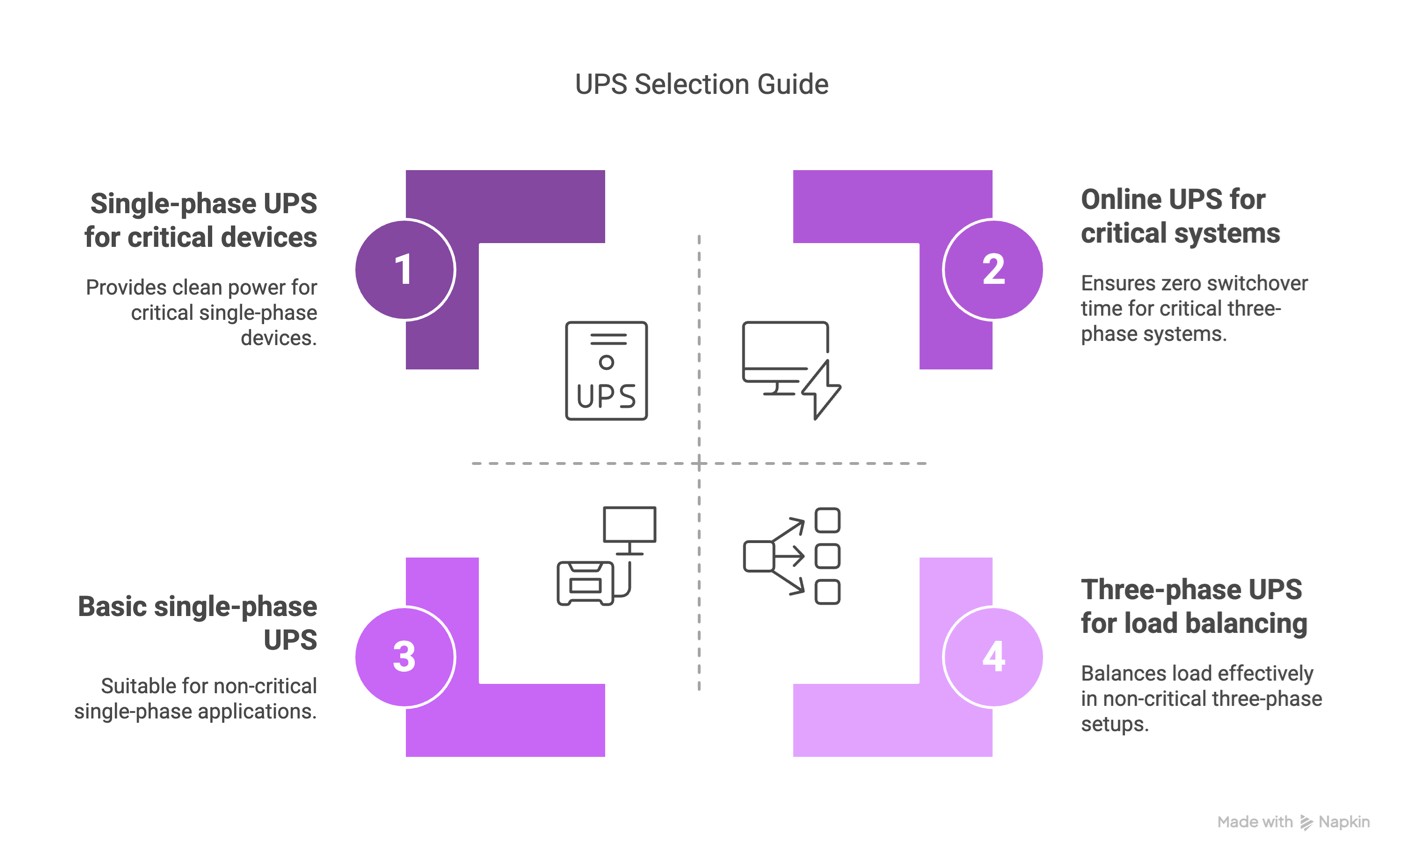 UPS Selection Guide
Single-phase UPS
for critical devices
Provides clean power for
critical single-phase
devices.
1
UPS
2
Online UPS for
critical systems
Ensures zero switchover
time for critical three-
phase systems.
Basic single-phase
UPS
Suitable for non-critical
single-phase applications.
3
4
Three-phase UPS
for load balancing
Balances load effectively
in non-critical three-phase
setups.
Made with Napkin